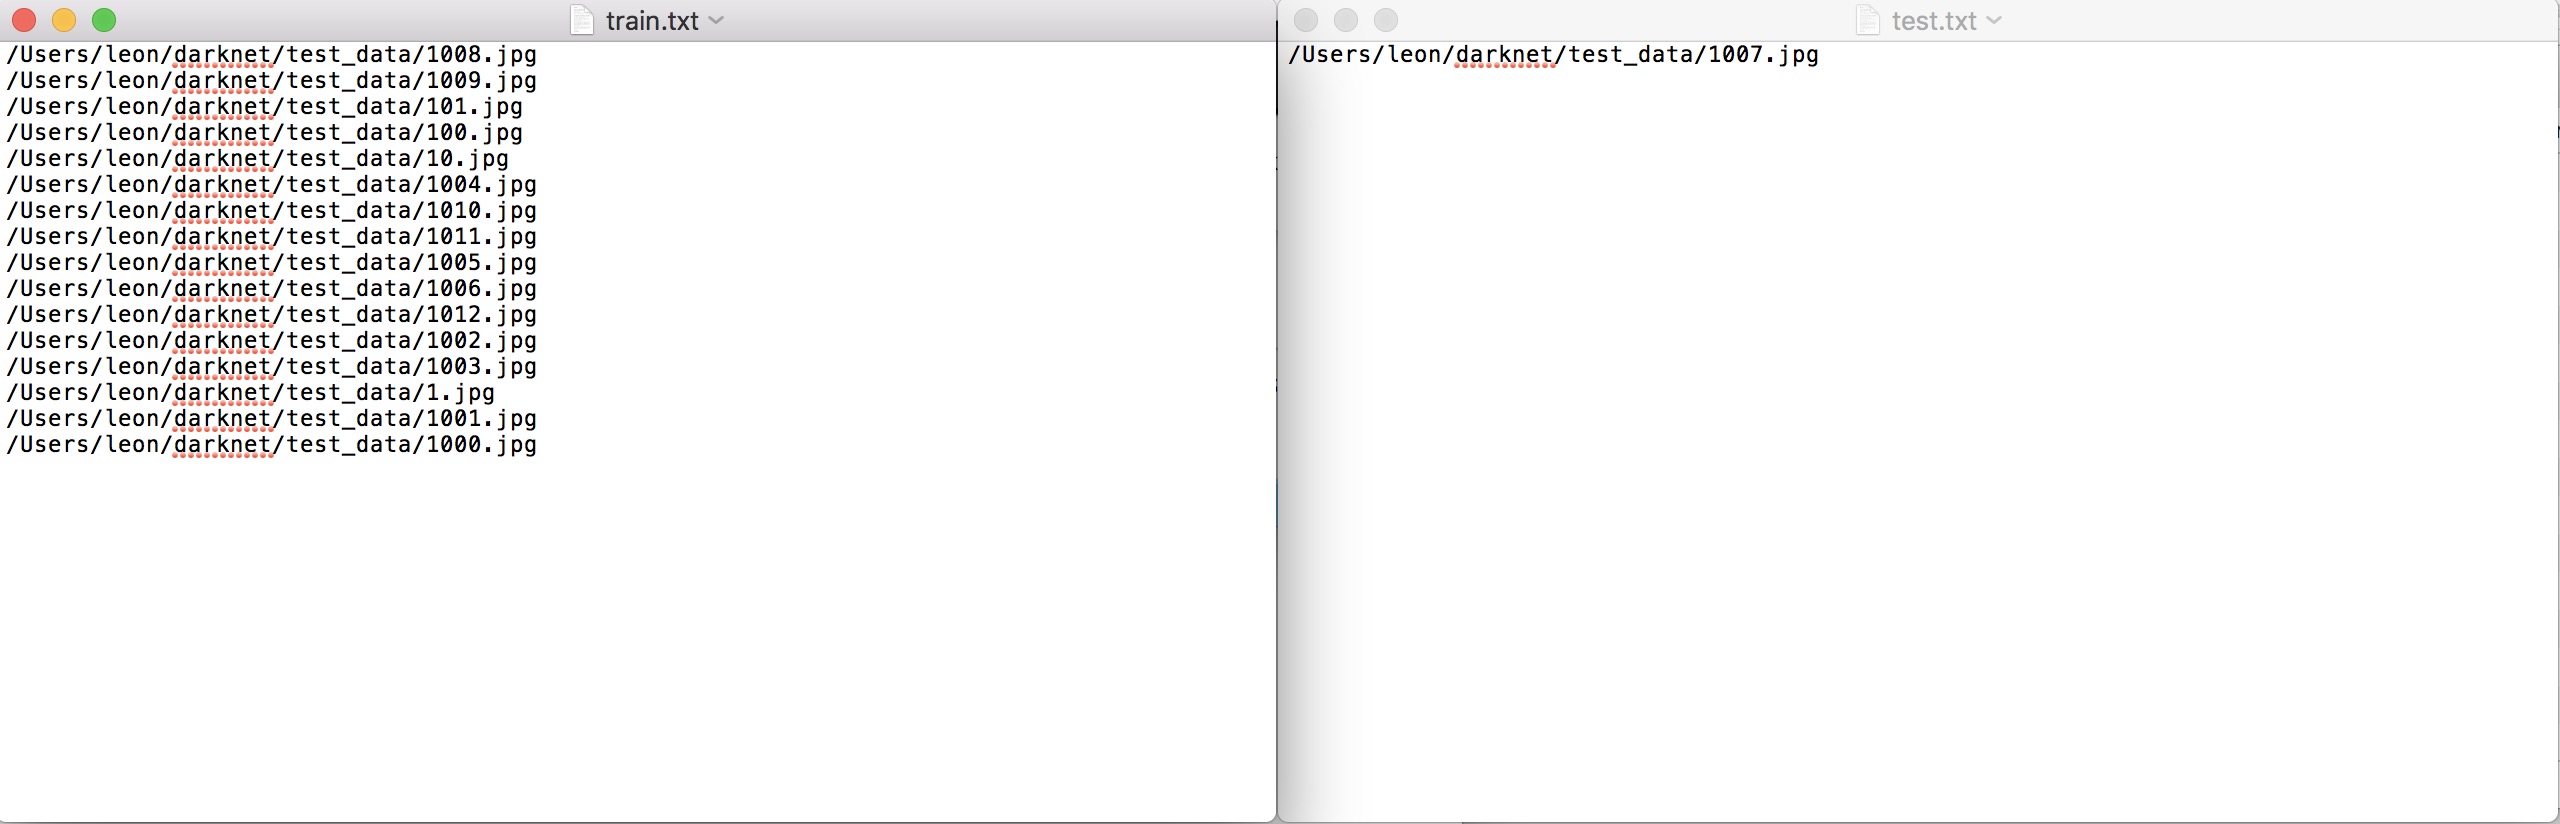 train.txt
/Users/leon/darknet/test_data/1008.jpg
/Users/leon/darknet/test_data/1009.jpg
/Users/leon/darknet/test_data/101.jpg
/Users/leon/darknet/test_data/100.jpg
/Users/leon/darknet/test_data/10.jpg
/Users/leon/darknet/test_data/1004.jpg
/Users/leon/darknet/test_data/1010.jpg
/Users/leon/darknet/test_data/1011.jpg
/Users/leon/darknet/test_data/1005.jpg
/Users/leon/darknet/test_data/1006.jpg
/Users/leon/darknet/test_data/1012.jpg
/Users/leon/darknet/test_data/1002.jpg
/Users/leon/darknet/test_data/1003.jpg
/Users/leon/darknet/test_data/1.jpg
/Users/leon/darknet/test_data/1001.jpg
/Users/leon/darknet/test_data/1000.jpg
test.txt
/Users/leon/darknet/test_data/1007.jpg